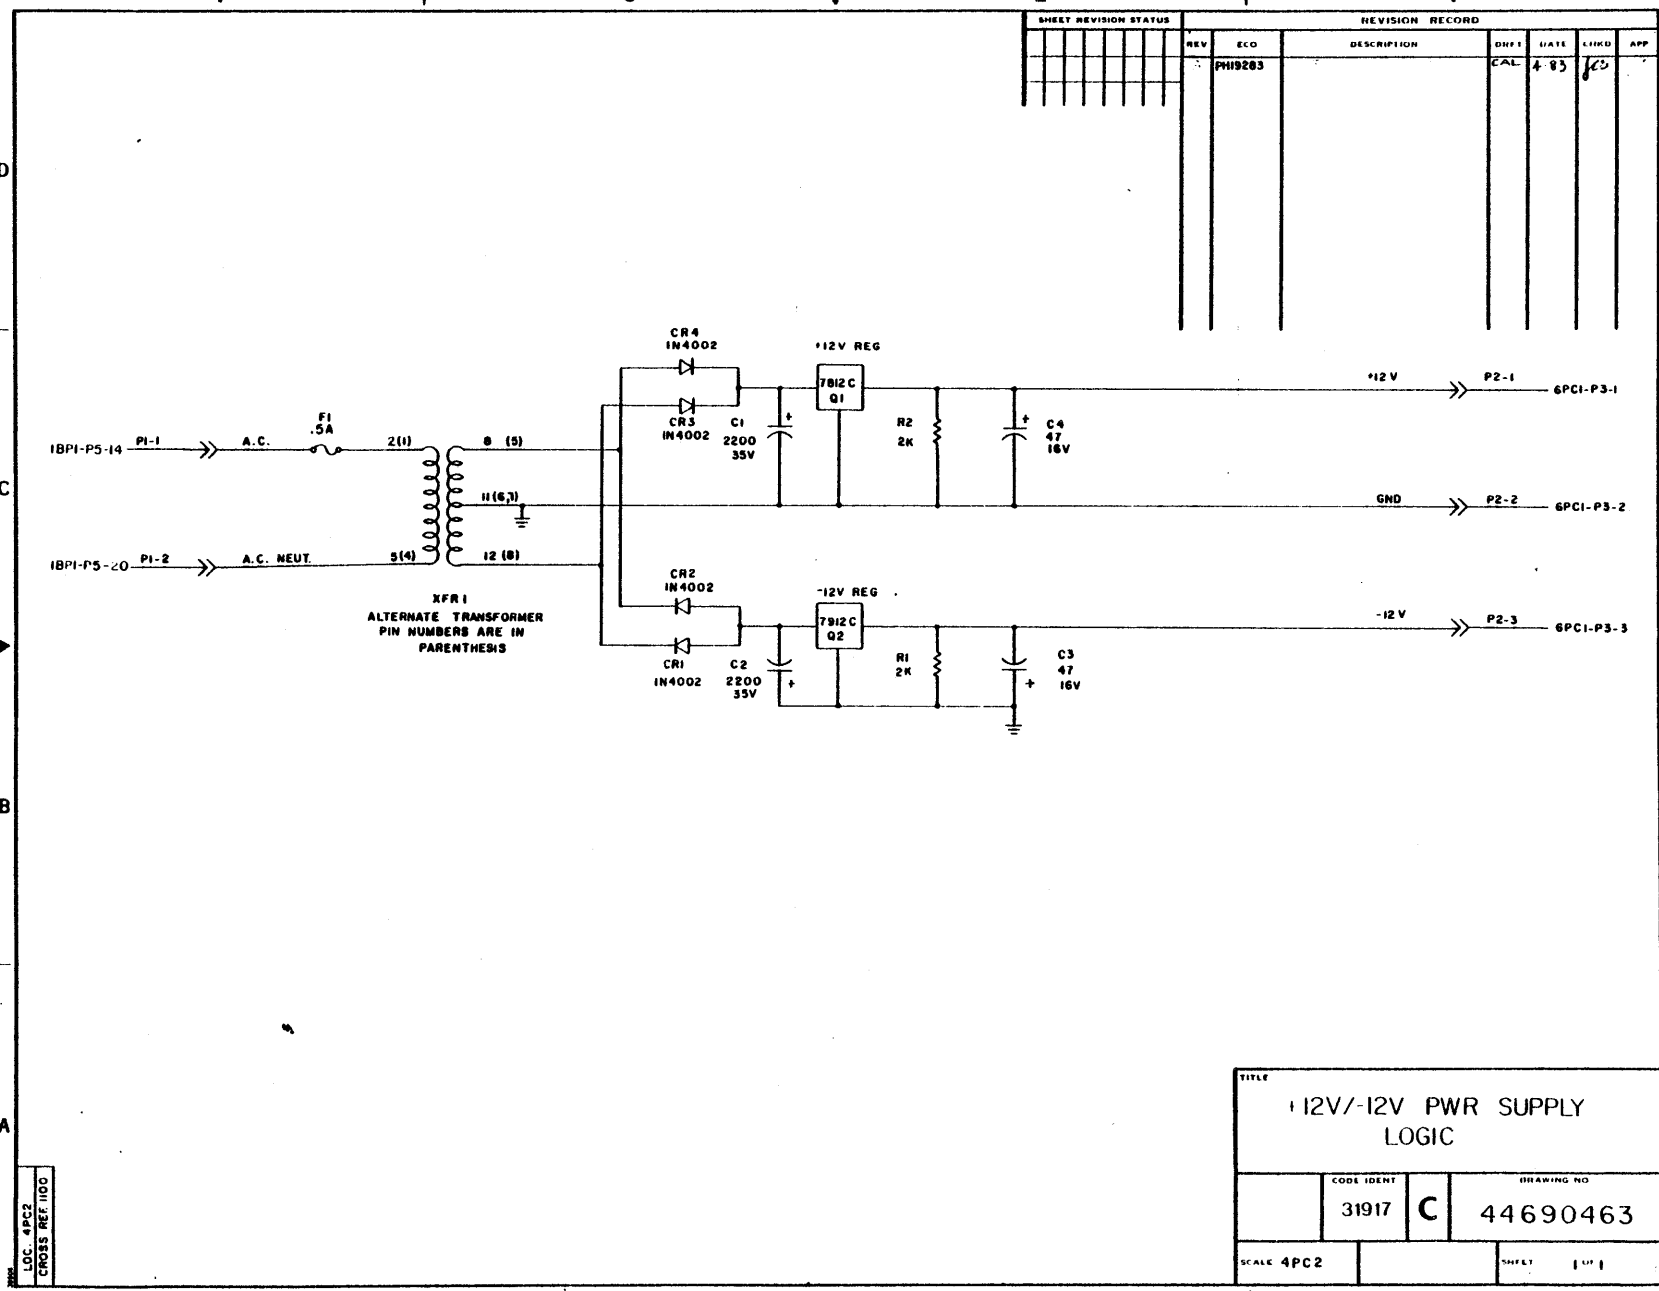 SHEET REVISION STATUS
REVISION RECORD
REV ECO DESCRIPTION DRFT DATE CHKD APP
PH19283 CAL 4-83
D
C
B
A
CR4
1N4002
+12V REG
7812C
Q1
CR3
1N4002
C1
2200
35V
+
R2
2K
+
C4
47
16V
+12V
P2-1
6PC1-P3-1
1BP1-P5-14
P1-1
A.C.
F1
.5A
2(1)
8 (5)
11(6,7)
GND
P2-2
6PC1-P3-2
1BP1-P5-20
P1-2
A.C. NEUT.
5(4)
12 (8)
XFR1
ALTERNATE TRANSFORMER
PIN NUMBERS ARE IN
PARENTHESIS
CR2
1N4002
-12V REG
7912C
Q2
CR1
1N4002
C2
2200
35V
+
R1
2K
C3
47
16V
+
-12V
P2-3
6PC1-P3-3
TITLE
+12V/-12V PWR SUPPLY
LOGIC
CODE IDENT
31917
C
DRAWING NO
44690463
SCALE 4PC2
SHEET 1 OF 1
LOC. 4PC2
CROSS REF. 1100